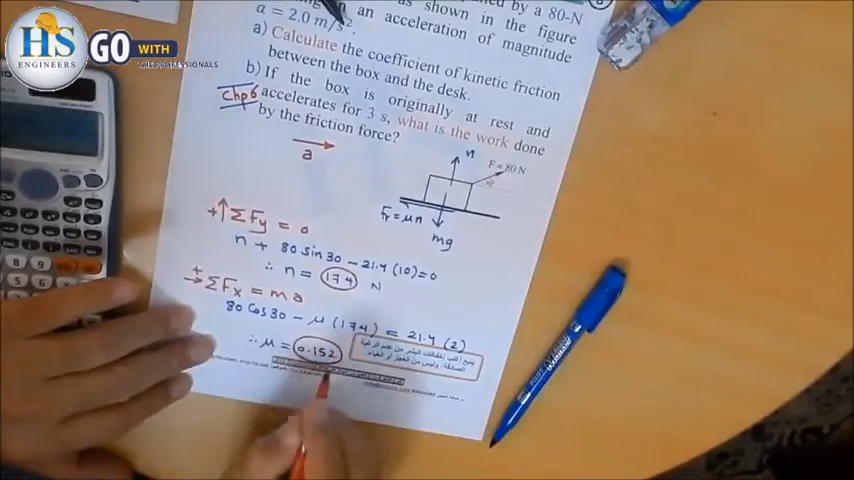 HS
ENGINEERS
GO WITH
THE PROFESSIONALS
by a 80-N
as shown in the figure
an acceleration of magnitude
a = 2.0 m/s².
a) Calculate the coefficient of kinetic friction
between the box and the desk.
b) If the box is originally at rest and
Chp6
accelerates for 3 s, what is the work done
by the friction force?
a
n
F = 80 N
30°
Fr = μn
mg
+↑ ΣFy = 0
n + 80 sin30 - 21.4 (10) = 0
∴ n = 174 N
+→ ΣFx = ma
80 Cos30 - μ (174) = 21.4 (2)
∴ μ = 0.152